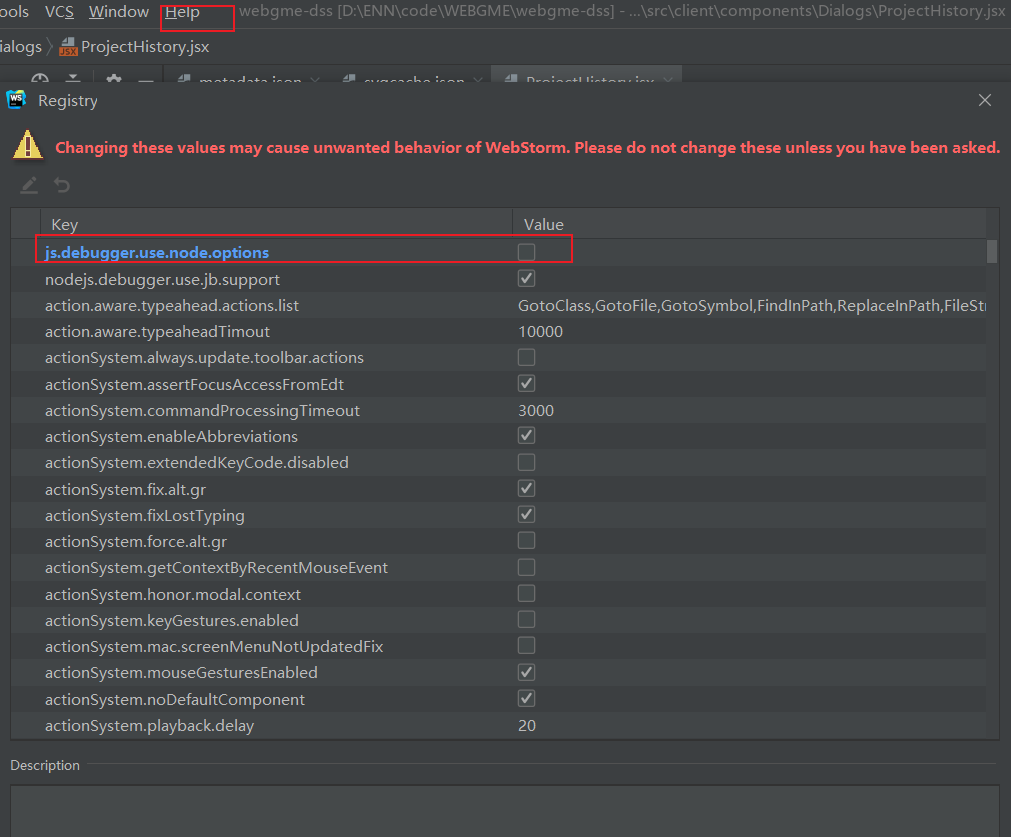 ools VCS Window Help webgme-dss [D:\ENN\code\WEBGME\webgme-dss] - ...\src\client\components\Dialogs\ProjectHistory.jsx
ialogs ProjectHistory.jsx
metadata.json svgcache.json ProjectHistory.jsx
Registry
Changing these values may cause unwanted behavior of WebStorm. Please do not change these unless you have been asked.
Key Value
js.debugger.use.node.options
nodejs.debugger.use.jb.support
action.aware.typeahead.actions.list GotoClass,GotoFile,GotoSymbol,FindInPath,ReplaceInPath,FileStr
action.aware.typeaheadTimout 10000
actionSystem.always.update.toolbar.actions
actionSystem.assertFocusAccessFromEdt
actionSystem.commandProcessingTimeout 3000
actionSystem.enableAbbreviations
actionSystem.extendedKeyCode.disabled
actionSystem.fix.alt.gr
actionSystem.fixLostTyping
actionSystem.force.alt.gr
actionSystem.getContextByRecentMouseEvent
actionSystem.honor.modal.context
actionSystem.keyGestures.enabled
actionSystem.mac.screenMenuNotUpdatedFix
actionSystem.mouseGesturesEnabled
actionSystem.noDefaultComponent
actionSystem.playback.delay 20
Description